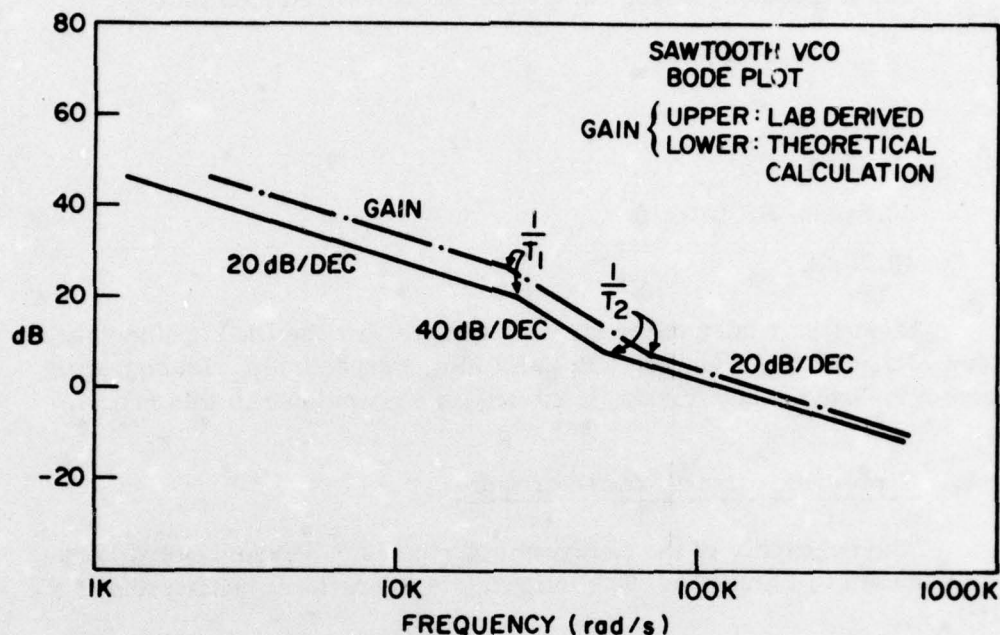 80
60
40
20
0
-20
dB
SAWTOOTH VCO
BODE PLOT
GAIN { UPPER: LAB DERIVED
LOWER: THEORETICAL
CALCULATION
GAIN
1/T1
1/T2
20 dB/DEC
40 dB/DEC
20 dB/DEC
1K 10K 100K 1000K
FREQUENCY (rad/s)